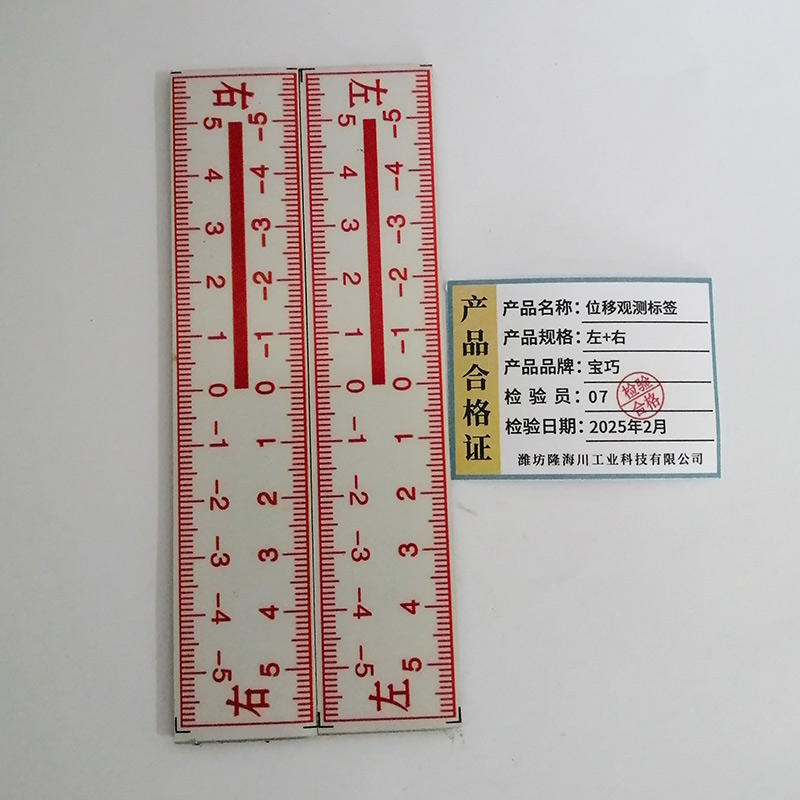 右
5 -5
4 -4
3 -3
2 -2
1 -1
0 0
-1 1
-2 2
-3 3
-4 4
-5 5
右
左
5 -5
4 -4
3 -3
2 -2
1 -1
0 0
-1 1
-2 2
-3 3
-4 4
-5 5
左
产品合格证
产品名称：位移观测标签
产品规格：左+右
产品品牌：宝巧
检验员：07
检验合格
检验日期：2025年2月
潍坊隆海川工业科技有限公司